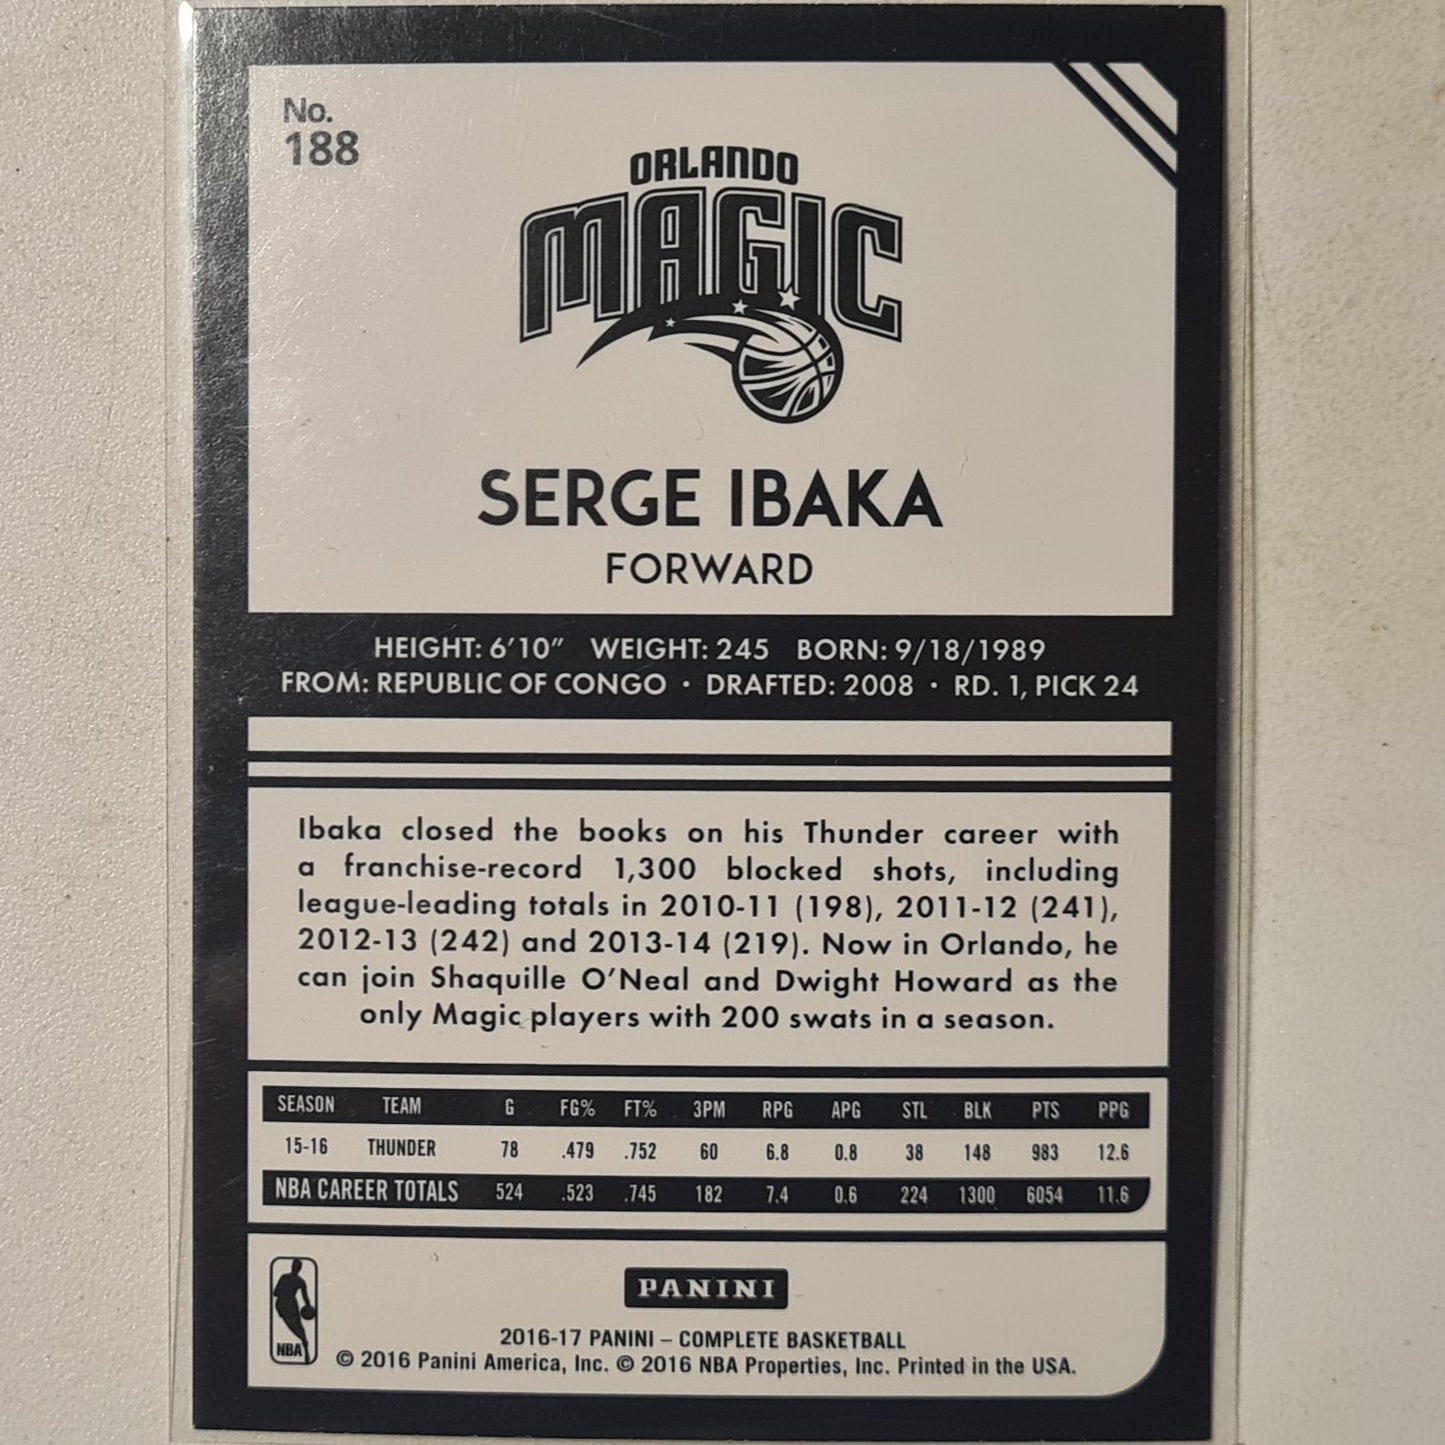 No.
188
ORLANDO
MAGIC
SERGE IBAKA
FORWARD
HEIGHT: 6'10" WEIGHT: 245 BORN: 9/18/1989
FROM: REPUBLIC OF CONGO • DRAFTED: 2008 • RD. 1, PICK 24
Ibaka closed the books on his Thunder career with
a franchise-record 1,300 blocked shots, including
league-leading totals in 2010-11 (198), 2011-12 (241),
2012-13 (242) and 2013-14 (219). Now in Orlando, he
can join Shaquille O'Neal and Dwight Howard as the
only Magic players with 200 swats in a season.
SEASON TEAM G FG% FT% 3PM RPG APG STL BLK PTS PPG
15-16 THUNDER 78 .479 .752 60 6.8 0.8 38 148 983 12.6
NBA CAREER TOTALS 524 .523 .745 182 7.4 0.6 224 1300 6054 11.6
NBA
PANINI
2016-17 PANINI – COMPLETE BASKETBALL
© 2016 Panini America, Inc. © 2016 NBA Properties, Inc. Printed in the USA.